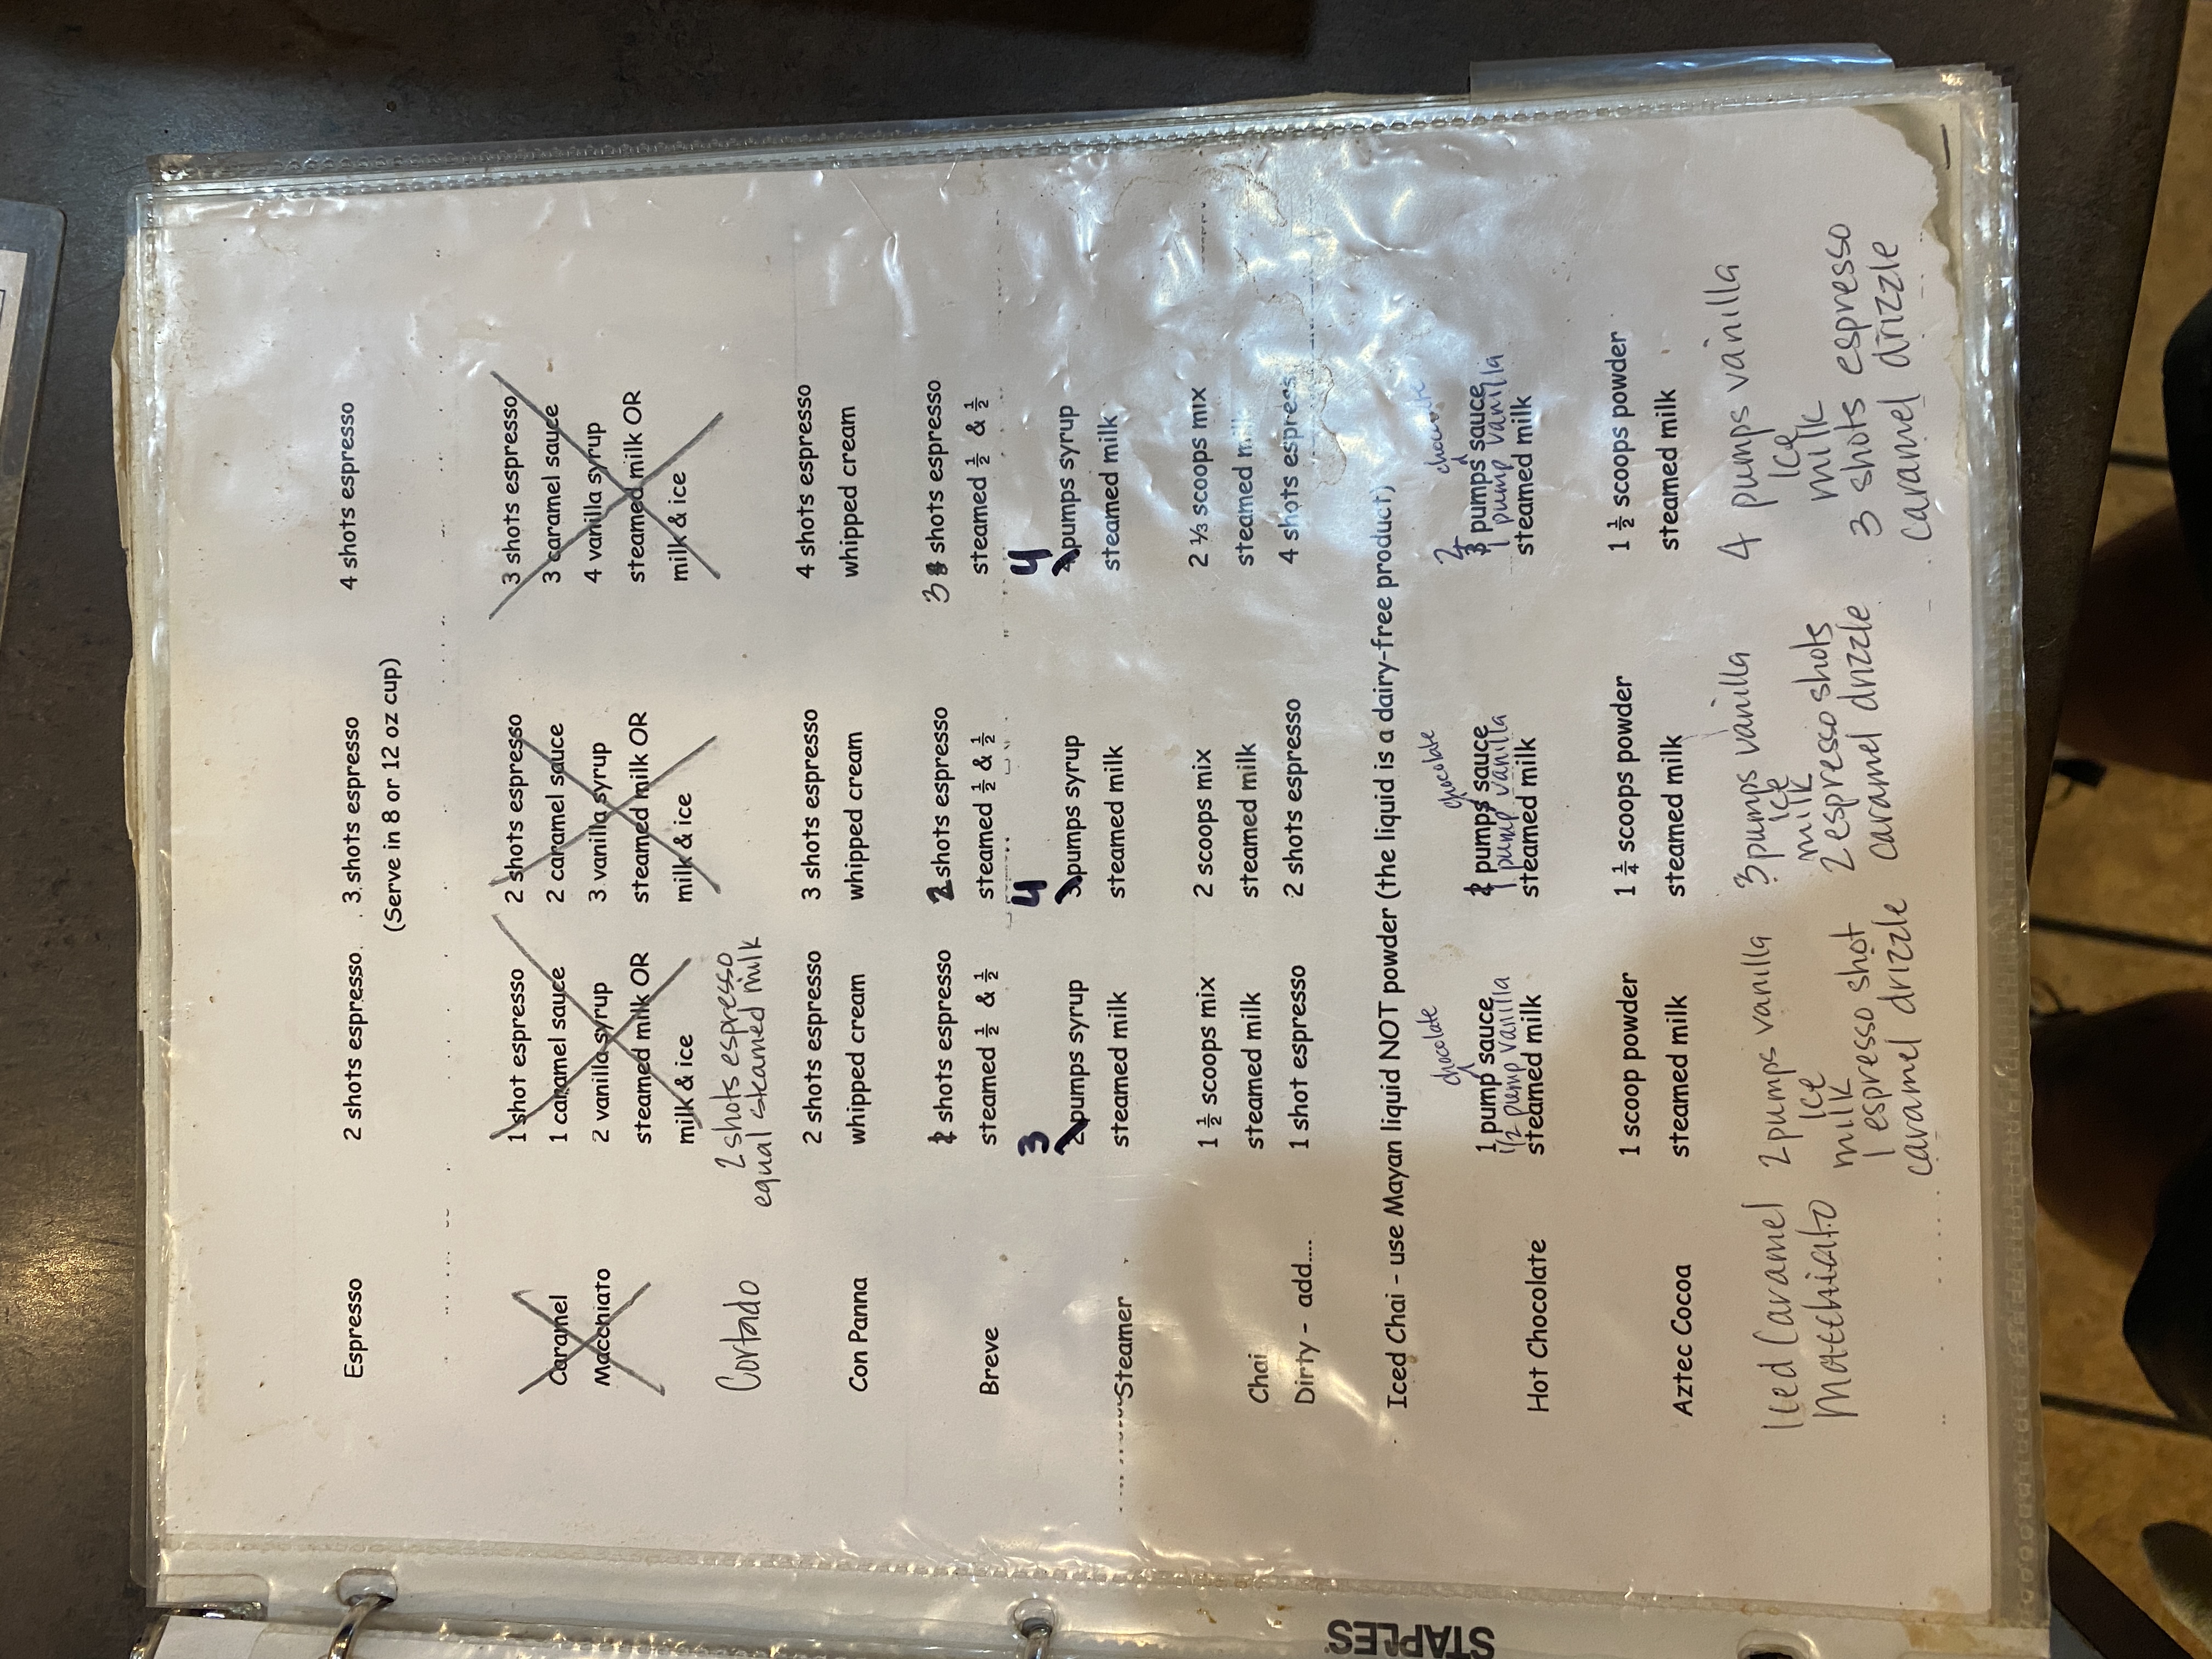 STAPLES
Espresso 2 shots espresso 3 shots espresso 4 shots espresso
(Serve in 8 or 12 oz cup)
1 shot espresso 2 shots espresso 3 shots espresso
Caramel 1 caramel sauce 2 caramel sauce 3 caramel sauce
Macchiato 2 vanilla syrup 3 vanilla syrup 4 vanilla syrup
steamed milk OR steamed milk OR steamed milk OR
milk & ice milk & ice milk & ice
Cortado 2 shots espresso
equal steamed milk
2 shots espresso 3 shots espresso 4 shots espresso
Con Panna whipped cream whipped cream whipped cream
shots espresso 2 shots espresso 3 shots espresso
Breve steamed ½ & ½ steamed ½ & ½ steamed ½ & ½
3 4 4
2 pumps syrup 3 pumps syrup pumps syrup
Steamer steamed milk steamed milk steamed milk
1 ½ scoops mix 2 scoops mix 2 ⅓ scoops mix
Chai steamed milk steamed milk steamed milk
Dirty - add.... 1 shot espresso 2 shots espresso 4 shots espresso
Iced Chai - use Mayan liquid NOT powder (the liquid is a dairy-free product)
chocolate chocolate chocolate
1 pump sauce pumps sauce 2 pumps sauce
1/2 pump vanilla 1 pump vanilla 1 pump vanilla
Hot Chocolate steamed milk steamed milk steamed milk
1 scoop powder 1 ¼ scoops powder 1 ½ scoops powder
Aztec Cocoa steamed milk steamed milk steamed milk
Iced Caramel 2 pumps vanilla 3 pumps vanilla 4 pumps vanilla
Macchiato Ice ice Ice
milk milk milk
1 espresso shot 2 espresso shots 3 shots espresso
caramel drizzle caramel drizzle caramel drizzle